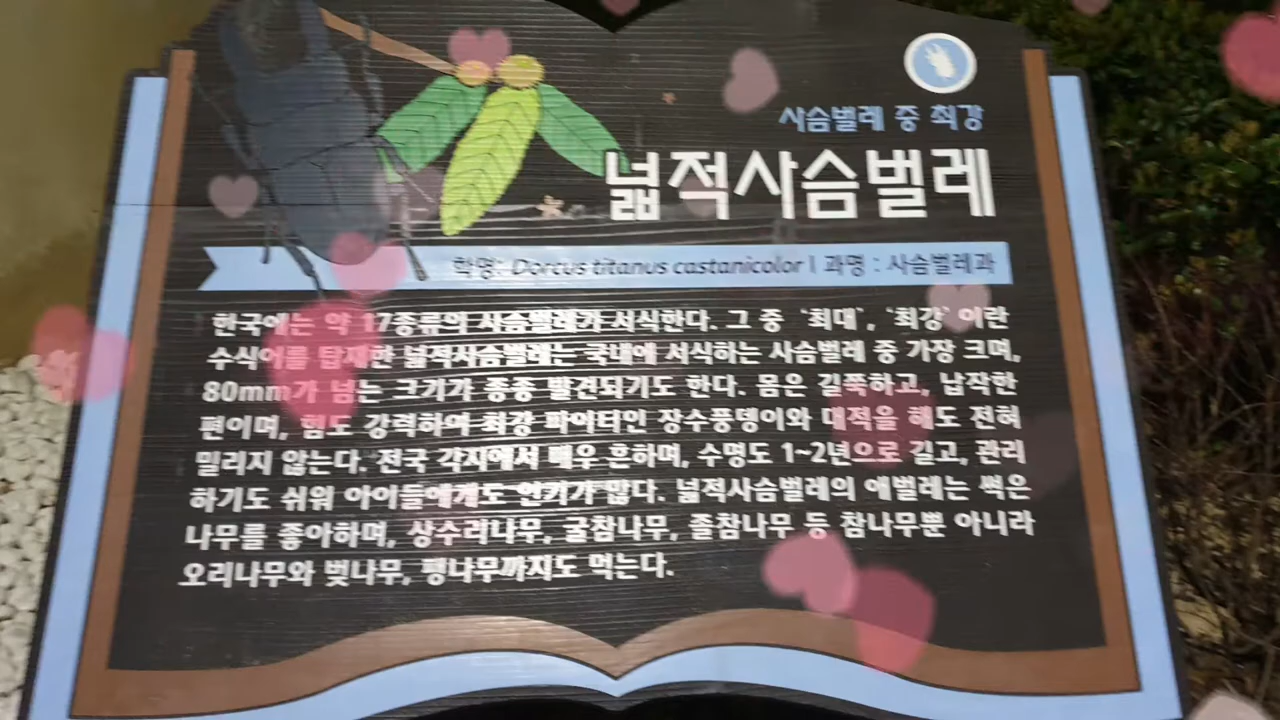 사슴벌레 중 최강
넓적사슴벌레
학명: Dorcus titanus castanicolor | 과명 : 사슴벌레과
한국에는 약 17종류의 사슴벌레가 서식한다. 그 중 ‘최대’, ‘최강’ 이란
수식어를 탑재한 넓적사슴벌레는 국내에 서식하는 사슴벌레 중 가장 크며,
80mm가 넘는 크기가 종종 발견되기도 한다. 몸은 길쭉하고, 납작한
편이며, 힘도 강력하여 최강 파이터인 장수풍뎅이와 대적을 해도 전혀
밀리지 않는다. 전국 각지에서 매우 흔하며, 수명도 1~2년으로 길고, 관리
하기도 쉬워 아이들에게도 인기가 많다. 넓적사슴벌레의 애벌레는 썩은
나무를 좋아하며, 상수리나무, 굴참나무, 졸참나무 등 참나무뿐 아니라
오리나무와 벚나무, 팽나무까지도 먹는다.